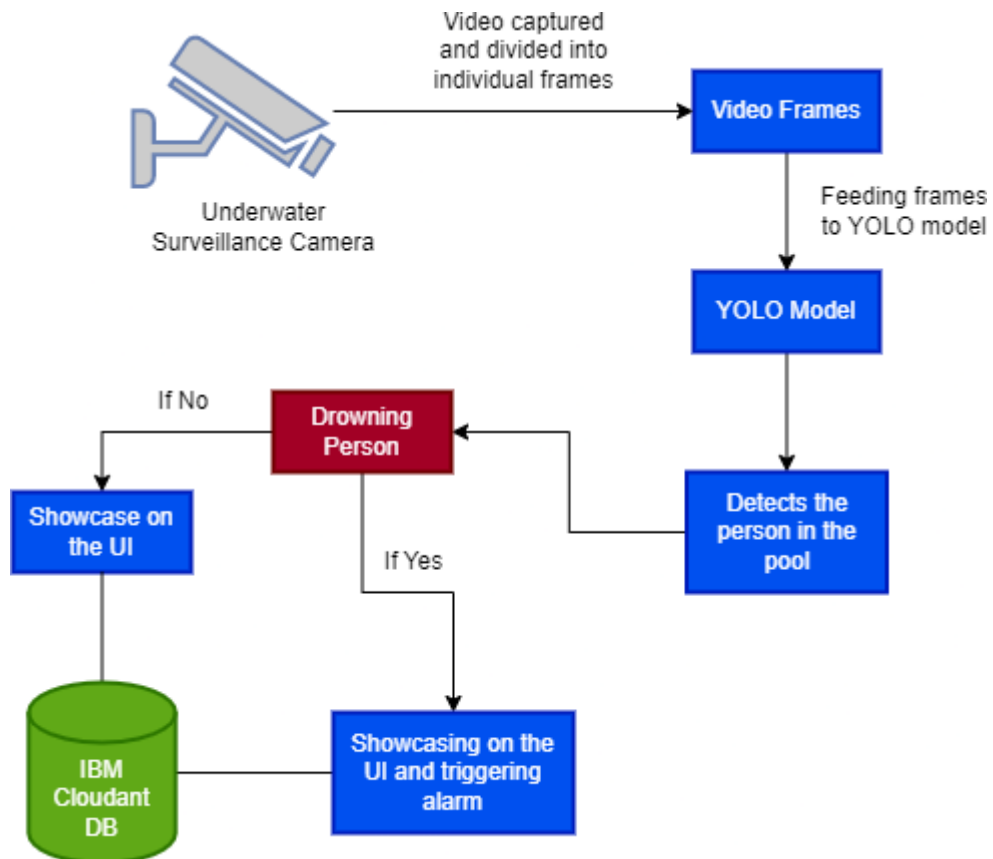 Video captured
and divided into
individual frames
Video Frames
Underwater
Surveillance Camera
Feeding frames
to YOLO model
YOLO Model
If No
Drowning
Person
Showcase on
the UI
Detects the
person in the
pool
If Yes
IBM
Cloudant
DB
Showcasing on the
UI and triggering
alarm